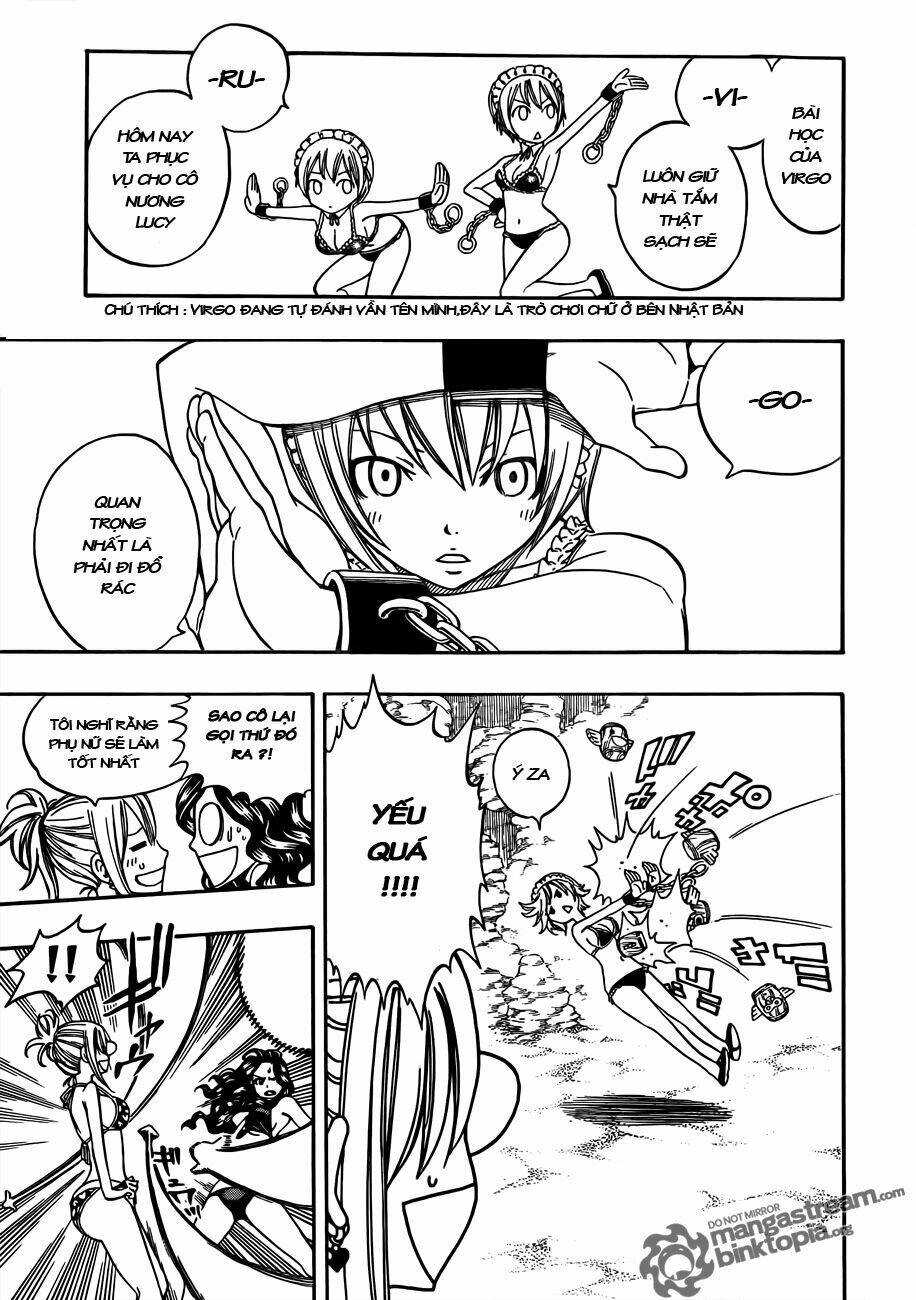 BÀI
HỌC
CỦA
VIRGO
-VI-
LUÔN GIỮ
NHÀ TẮM
THẬT
SẠCH SẼ
-RU-
HÔM NAY
TA PHỤC
VỤ CHO CÔ
NƯƠNG
LUCY
CHÚ THÍCH : VIRGO ĐANG TỰ ĐÁNH VẦN TÊN MÌNH,ĐÂY LÀ TRÒ CHƠI CHỮ Ở BÊN NHẬT BẢN
-GO-
QUAN
TRỌNG
NHẤT LÀ
PHẢI ĐI ĐỔ
RÁC
Ý ZA
YẾU
QUÁ
!!!!
SAO CÔ LẠI
GỌI THỨ ĐÓ
RA ?!
TÔI NGHĨ RẰNG
PHỤ NỮ SẼ LÀM
TỐT NHẤT
!!
DO NOT MIRROR
mangastream.com
binktopia.org